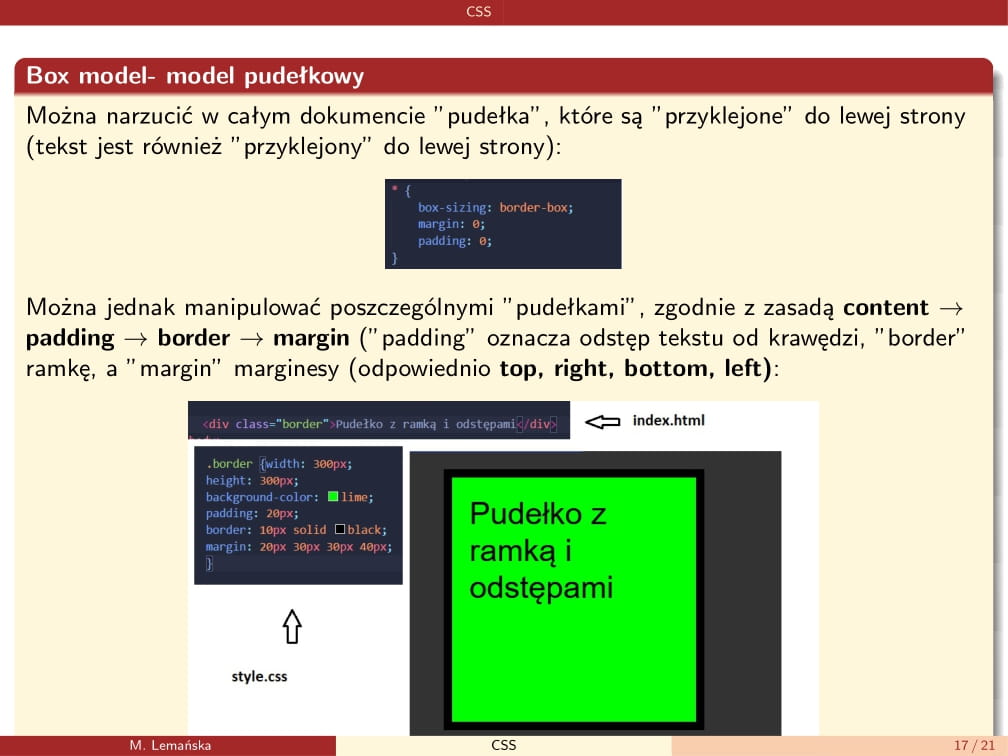 CSS
Box model- model pudełkowy
Można narzucić w całym dokumencie ”pudełka”, które są ”przyklejone” do lewej strony
(tekst jest również ”przyklejony” do lewej strony):
* {
box-sizing: border-box;
margin: 0;
padding: 0;
}
Można jednak manipulować poszczególnymi ”pudełkami”, zgodnie z zasadą content →
padding → border → margin (”padding” oznacza odstęp tekstu od krawędzi, ”border”
ramkę, a ”margin” marginesy (odpowiednio top, right, bottom, left):
<div class="border">Pudełko z ramką i odstępami</div>
index.html
.border {width: 300px;
height: 300px;
background-color: lime;
padding: 20px;
border: 10px solid black;
margin: 20px 30px 30px 40px;
}
style.css
Pudełko z
ramką i
odstępami
M. Lemańska
CSS
17 / 21